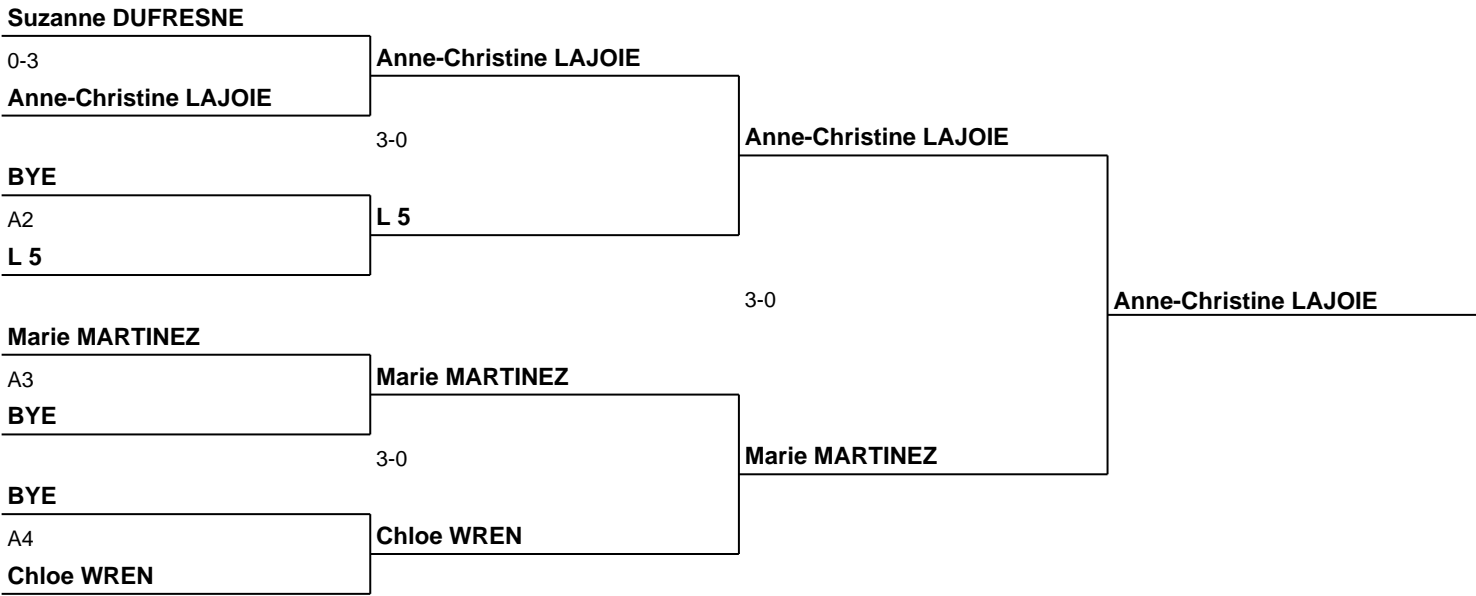 Suzanne DUFRESNE
0-3
Anne-Christine LAJOIE
Anne-Christine LAJOIE
3-0
Anne-Christine LAJOIE
BYE
A2
L 5
L 5
3-0
Anne-Christine LAJOIE
Marie MARTINEZ
A3
Marie MARTINEZ
BYE
3-0
Marie MARTINEZ
BYE
A4
Chloe WREN
Chloe WREN